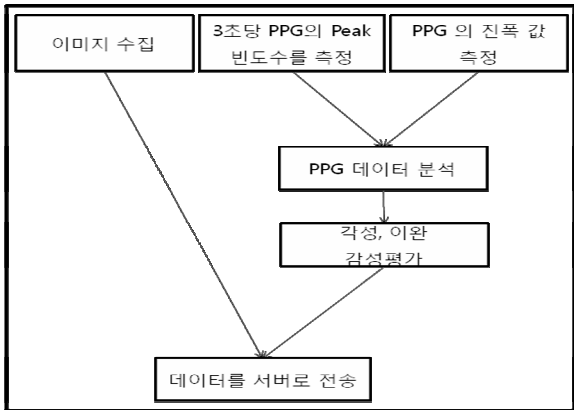 이미지 수집
3초당 PPG의 Peak
빈도수를 측정
PPG 의 진폭 값
측정
PPG 데이터 분석
각성, 이완
감성평가
데이터를 서버로 전송